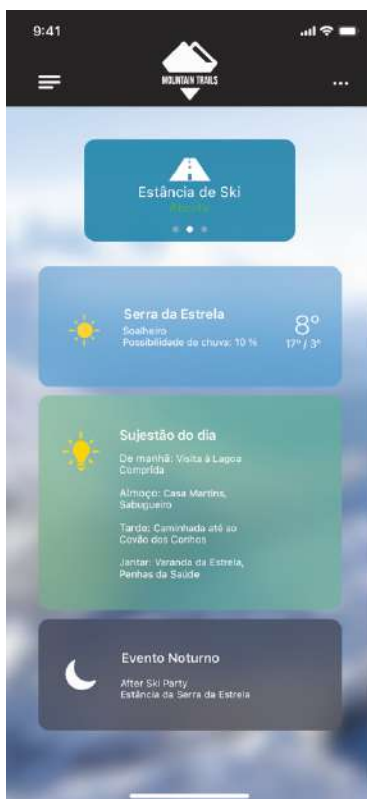 9:41
MOUNTAIN TRAILS
Estância de Ski
Aberta
Serra da Estrela
Soalheiro
Possibilidade de chuva: 10 %
8°
17° / 3°
Sujestão do dia
De manhã: Visita à Lagoa
Comprida
Almoço: Casa Martins,
Sabugueiro
Tarde: Caminhada até ao
Covão dos Conhos
Jantar: Varanda da Estrela,
Penhas da Saúde
Evento Noturno
After Ski Party
Estância da Serra da Estrela